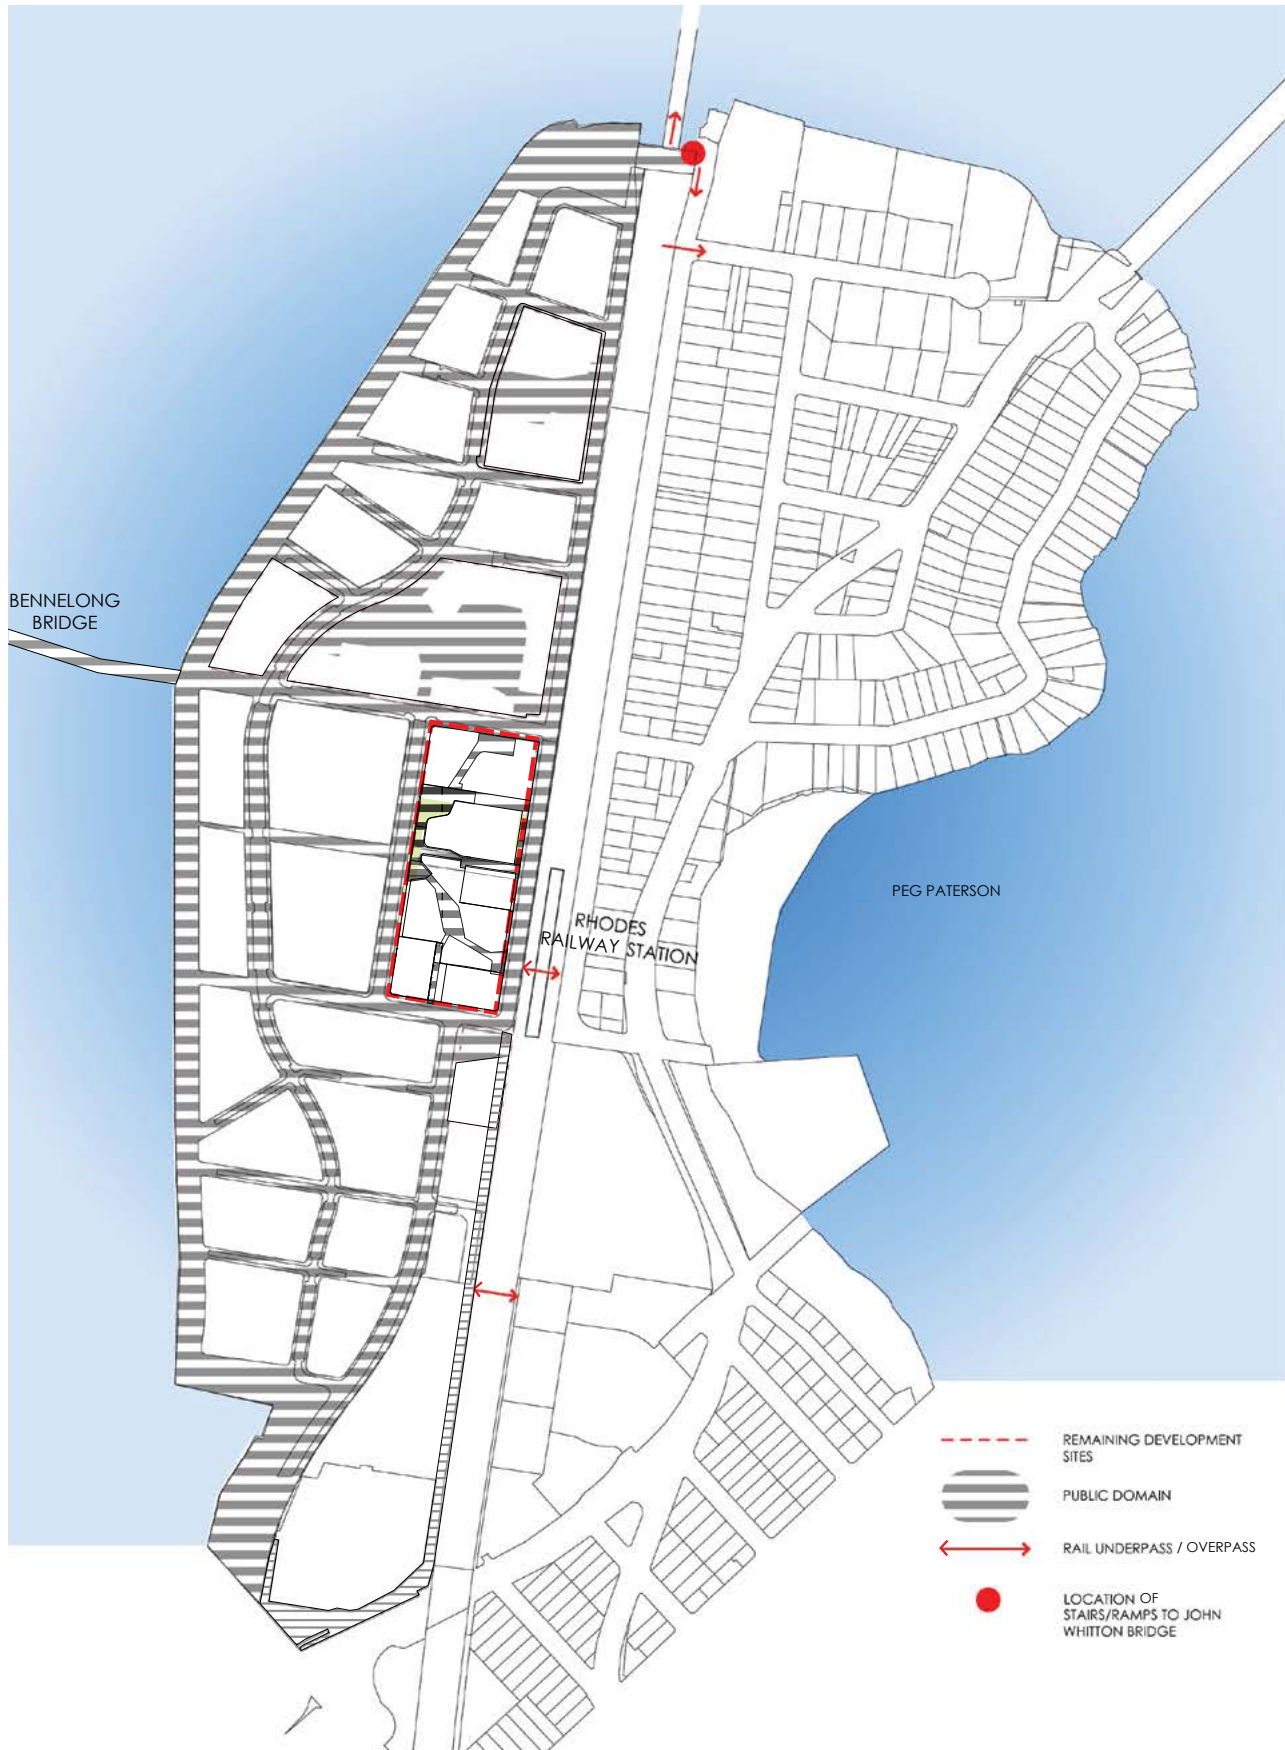 BENNELONG
BRIDGE
PEG PATERSON
RHODES
RAILWAY STATION
REMAINING DEVELOPMENT
SITES
PUBLIC DOMAIN
RAIL UNDERPASS / OVERPASS
LOCATION OF
STAIRS/RAMPS TO JOHN
WHITTON BRIDGE